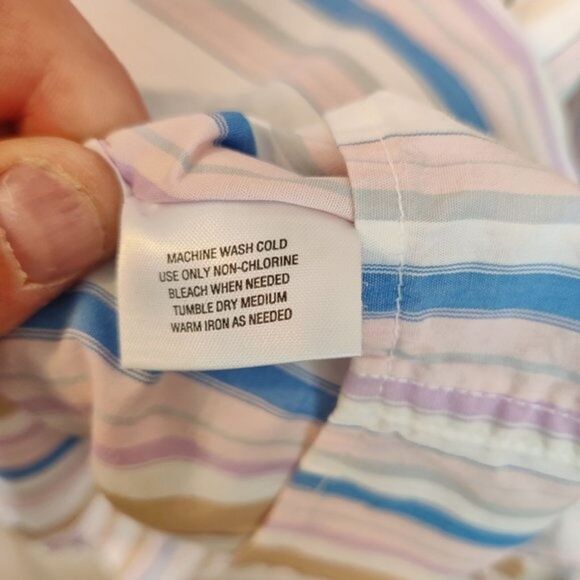 MACHINE WASH COLD
USE ONLY NON-CHLORINE
BLEACH WHEN NEEDED
TUMBLE DRY MEDIUM
WARM IRON AS NEEDED